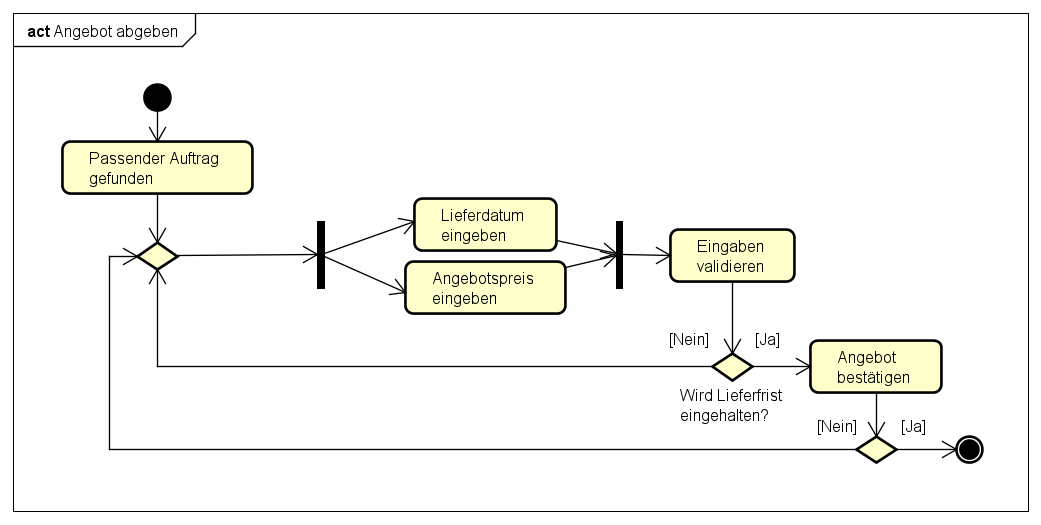 act Angebot abgeben
Passender Auftrag
gefunden
Lieferdatum
eingeben
Angebotspreis
eingeben
Eingaben
validieren
[Nein]
[Ja]
Wird Lieferfrist
eingehalten?
Angebot
bestätigen
[Nein]
[Ja]